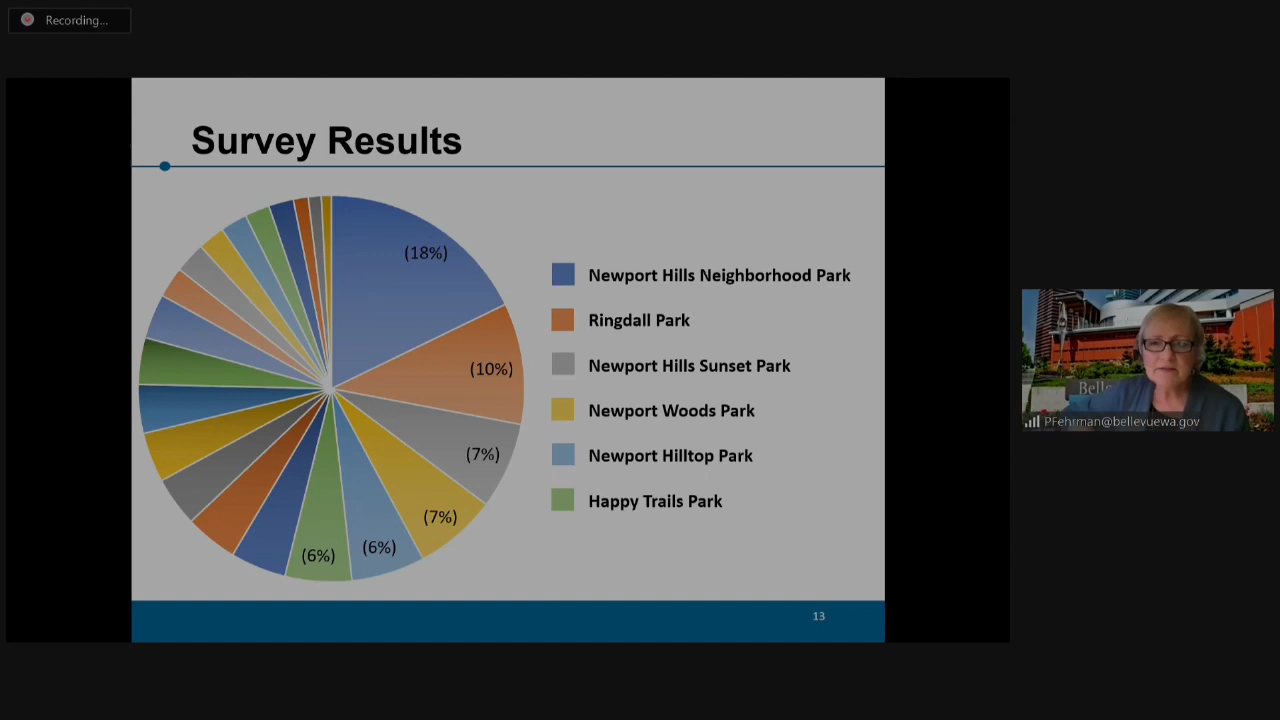 Recording...
Survey Results
(18%)
(10%)
(7%)
(7%)
(6%)
(6%)
Newport Hills Neighborhood Park
Ringdall Park
Newport Hills Sunset Park
Newport Woods Park
Newport Hilltop Park
Happy Trails Park
13
Belle
PFehrman@bellevuewa.gov